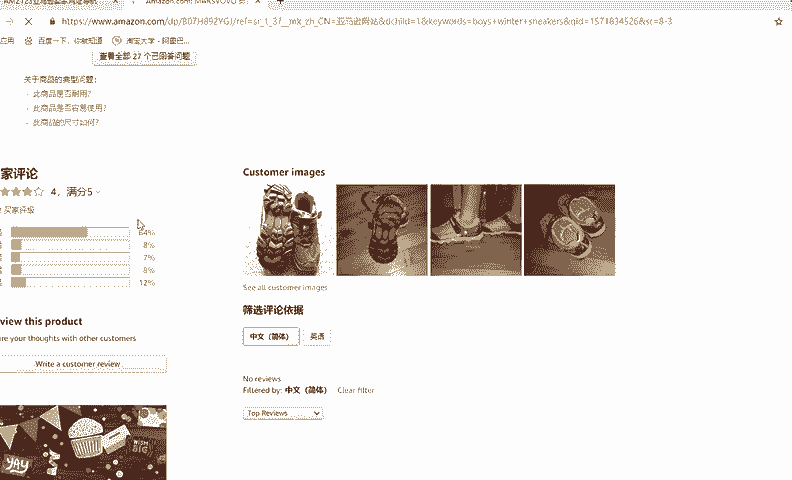 https://www.amazon.com/dp/B07H892YGJ/ref=sr_1_3?__mk_zh_CN=亚马逊网站&dchild=1&keywords=boys+winter+sneakers&qid=1571834526&sr=8-3
应用 百度一下，你就知道 淘宝大学 - 阿里巴...
查看全部 27 个已回答问题
关于商品的典型问题:
- 此商品是否耐用?
- 此商品是否容易使用?
- 此商品的尺寸如何?
家评论
4，满分5
买家评级
64%
8%
7%
8%
12%
view this product
are your thoughts with other customers
Write a customer review
YAY
WISH
BIG
Customer images
See all customer images
筛选评论依据
中文（简体） 英语
No reviews
Filtered by: 中文（简体） Clear filter
Top Reviews